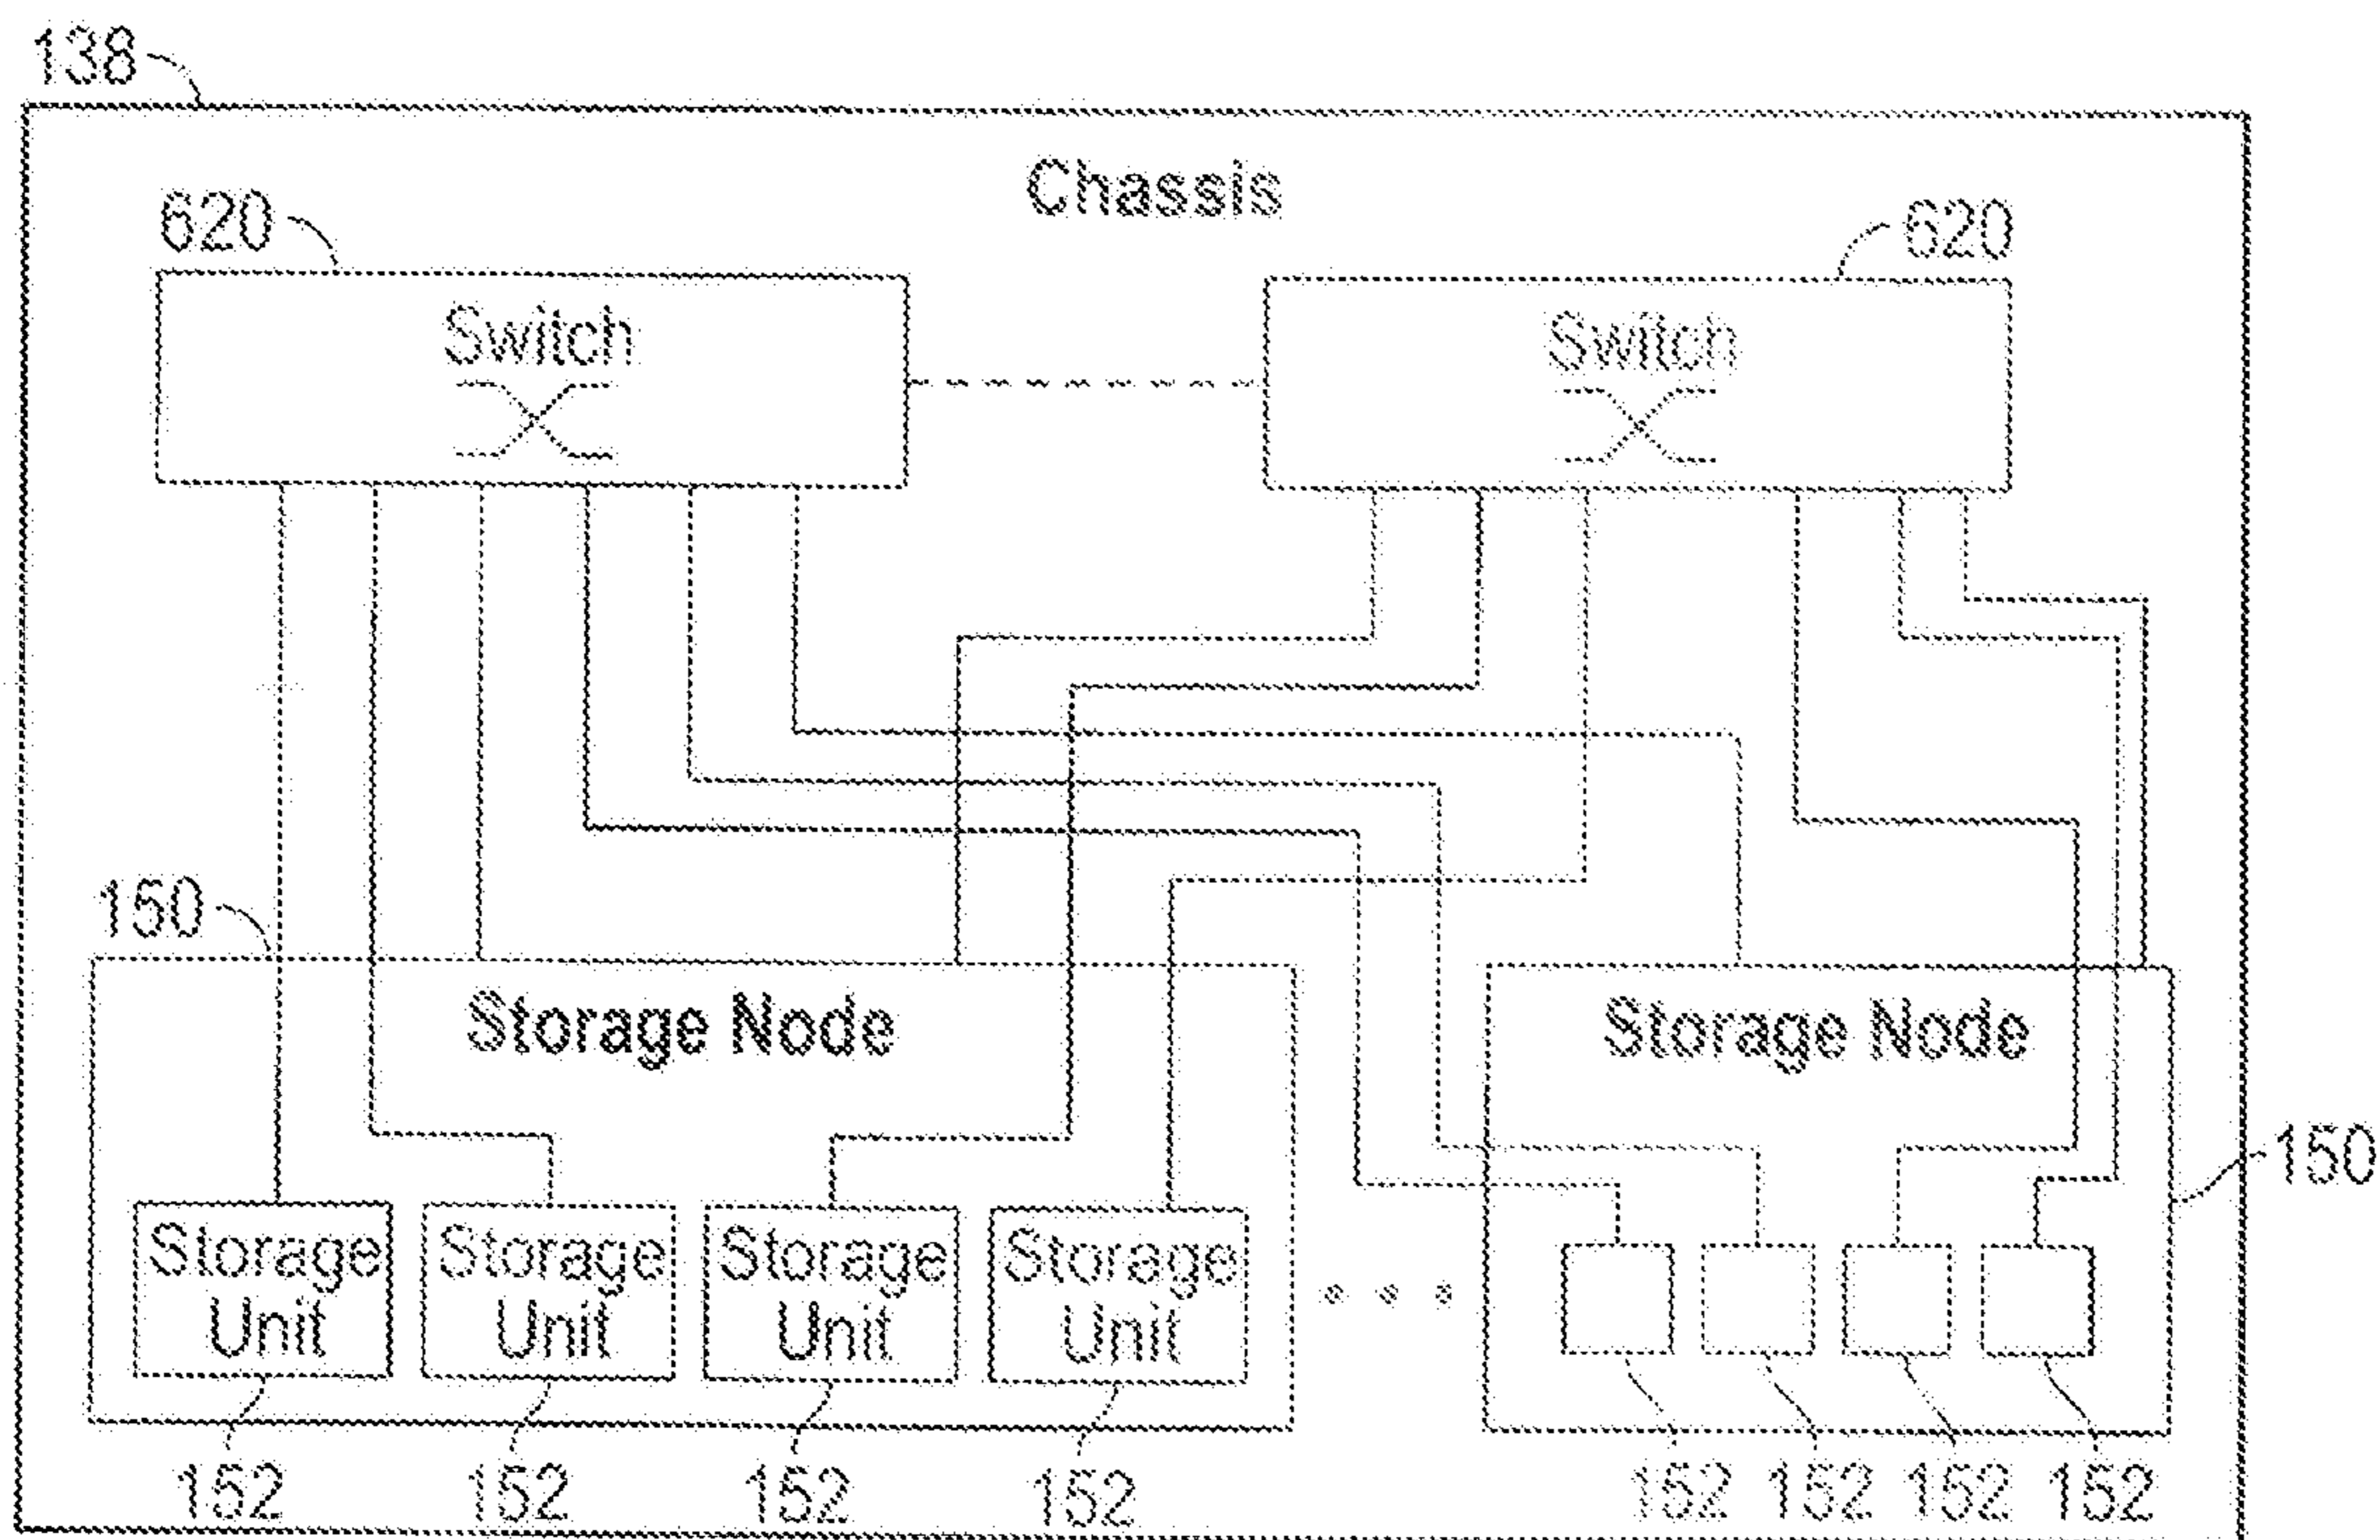 138
Chassis
620
620
Switch
Switch
150
Storage Node
Storage Node
150
Storage
Unit
Storage
Unit
Storage
Unit
Storage
Unit
152
152
152
152
152
152
152
152